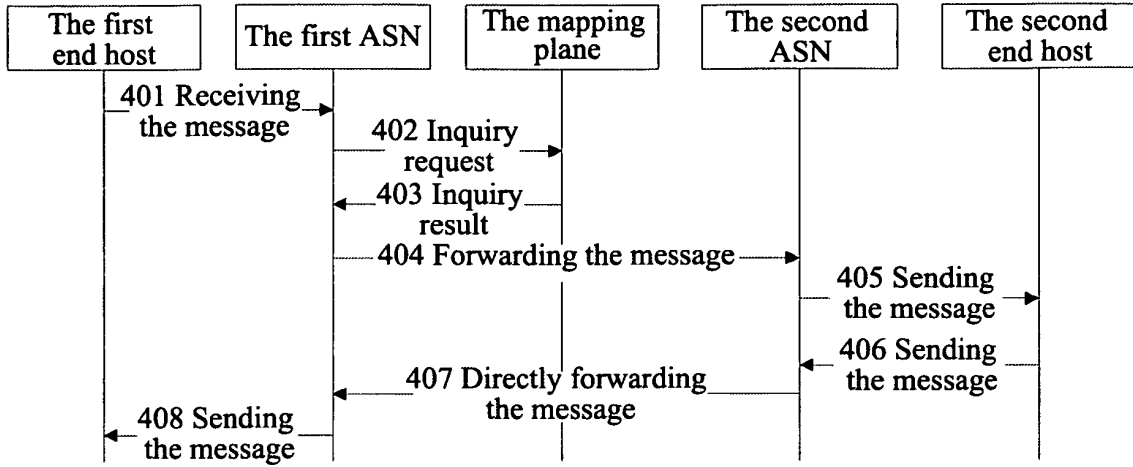 The first
end host
The first ASN
The mapping
plane
The second
ASN
The second
end host
401 Receiving
the message
402 Inquiry
request
403 Inquiry
result
404 Forwarding the message
405 Sending
the message
406 Sending
the message
407 Directly forwarding
the message
408 Sending
the message